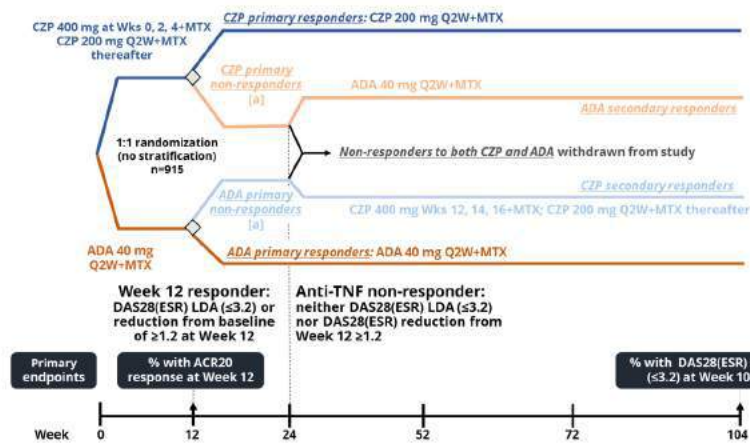 CZP 400 mg at Wks 0, 2, 4+MTX
CZP 200 mg Q2W+MTX
thereafter
CZP primary responders: CZP 200 mg Q2W+MTX
CZP primary
non-responders
[a]
ADA 40 mg Q2W+MTX
ADA secondary responders
1:1 randomization
(no stratification)
n=915
Non-responders to both CZP and ADA withdrawn from study
ADA primary
non-responders
[a]
CZP secondary responders
CZP 400 mg Wks 12, 14, 16+MTX; CZP 200 mg Q2W+MTX thereafter
ADA 40 mg
Q2W+MTX
ADA primary responders: ADA 40 mg Q2W+MTX
Week 12 responder:
DAS28(ESR) LDA (≤3.2) or
reduction from baseline
of ≥1.2 at Week 12
Anti-TNF non-responder:
neither DAS28(ESR) LDA (≤3.2)
nor DAS28(ESR) reduction from
Week 12 ≥1.2
Primary
endpoints
% with ACR20
response at Week 12
% with DAS28(ESR)
(≤3.2) at Week 10
Week
0
12
24
52
72
104